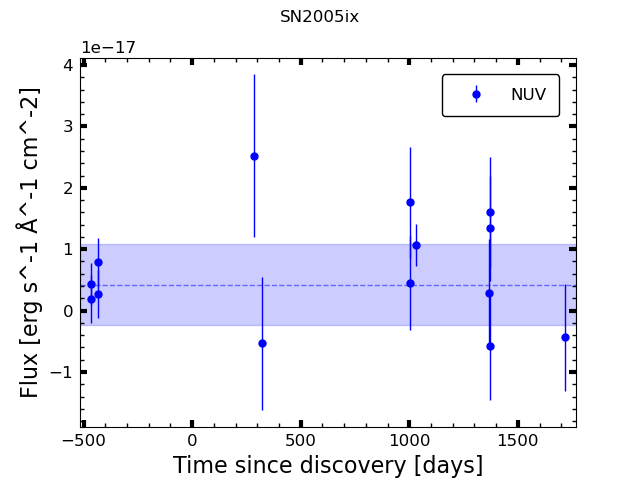 SN2005ix
1e−17
4
3
2
1
0
−1
NUV
Flux [erg s^-1 Å^-1 cm^-2]
−500 0 500 1000 1500
Time since discovery [days]